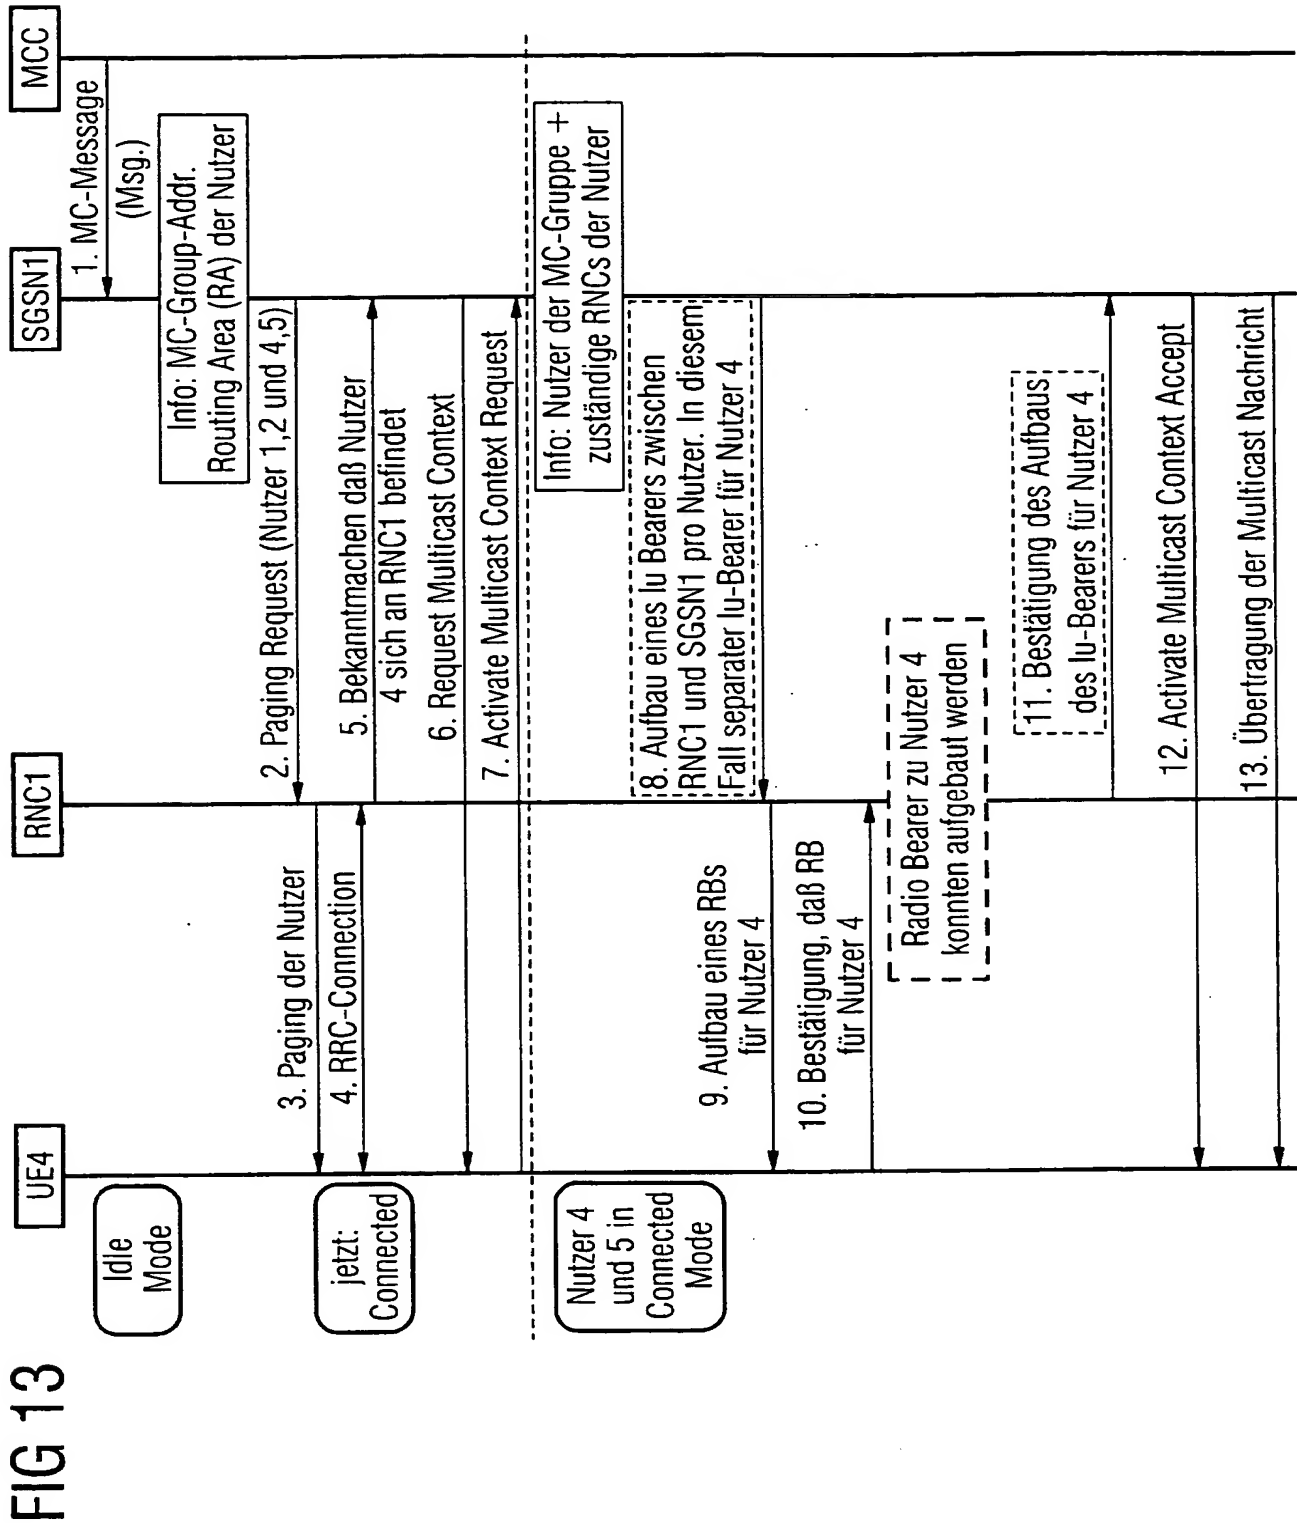 FIG 13
UE4
RNC1
SGSN1
MCC
Idle
Mode
1. MC-Message
(Msg.)
Info: MC-Group-Addr.
Routing Area (RA) der Nutzer
2. Paging Request (Nutzer 1,2 und 4,5)
3. Paging der Nutzer
4. RRC-Connection
jetzt:
Connected
5. Bekanntmachen daß Nutzer
4 sich an RNC1 befindet
6. Request Multicast Context
7. Activate Multicast Context Request
Nutzer 4
und 5 in
Connected
Mode
Info: Nutzer der MC-Gruppe +
zuständige RNCs der Nutzer
8. Aufbau eines Iu Bearers zwischen
RNC1 und SGSN1 pro Nutzer. In diesem
Fall separater Iu-Bearer für Nutzer 4
9. Aufbau eines RBs
für Nutzer 4
10. Bestätigung, daß RB
für Nutzer 4
Radio Bearer zu Nutzer 4
konnten aufgebaut werden
11. Bestätigung des Aufbaus
des Iu-Bearers für Nutzer 4
12. Activate Multicast Context Accept
13. Übertragung der Multicast Nachricht